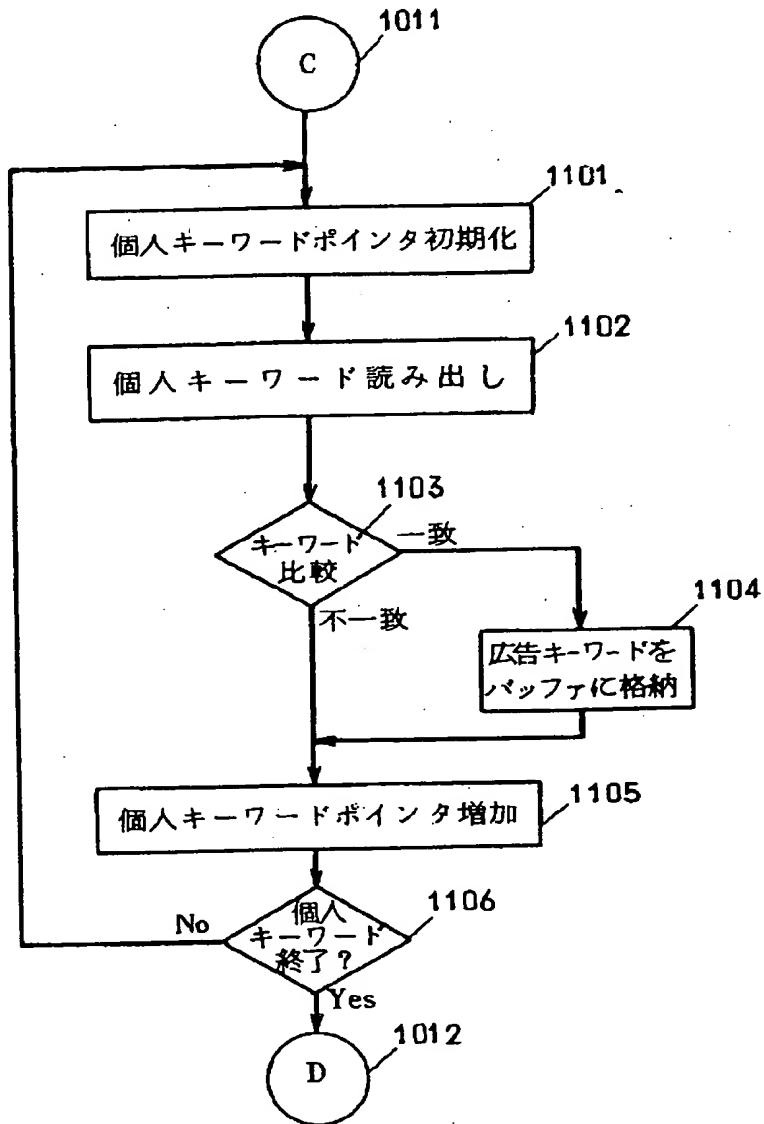 1011
C
1101
個人キーワードポインタ初期化
1102
個人キーワード読み出し
1103
キーワード
比較
一致
不一致
1104
広告キーワードを
バッファに格納
1105
個人キーワードポインタ増加
1106
個人
キーワード
終了?
No
Yes
1012
D